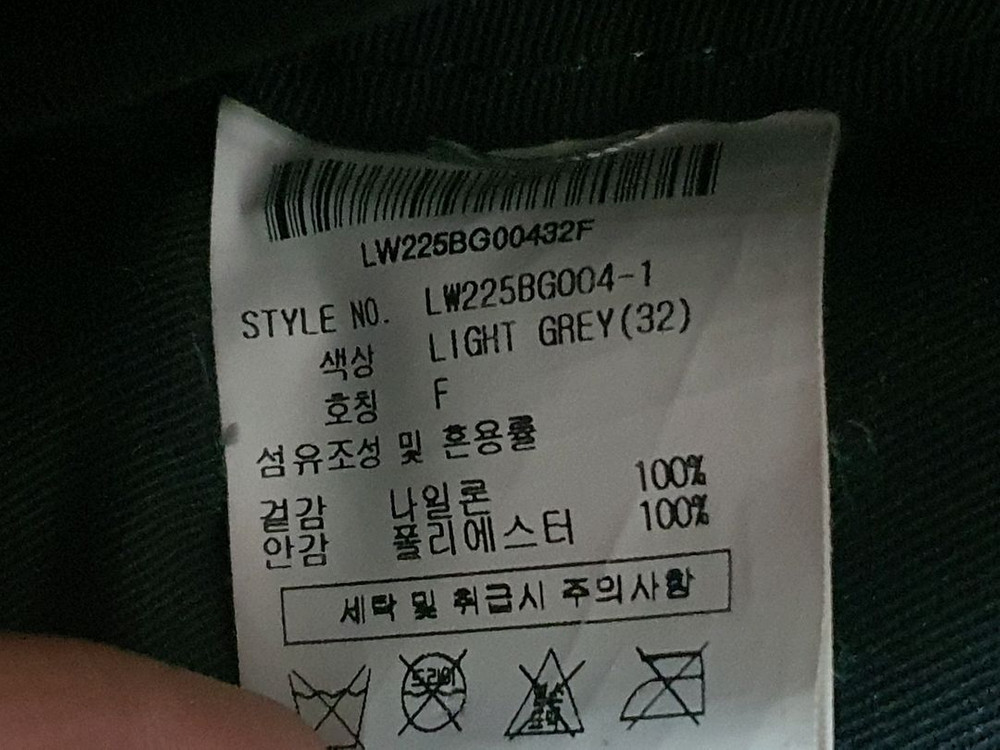 LW225BG00432F
STYLE NO. LW225BG004-1
색상 LIGHT GREY(32)
호칭 F
섬유조성 및 혼용률
겉감 나일론 100%
안감 폴리에스터 100%
세탁 및 취급시 주의사항
드라이